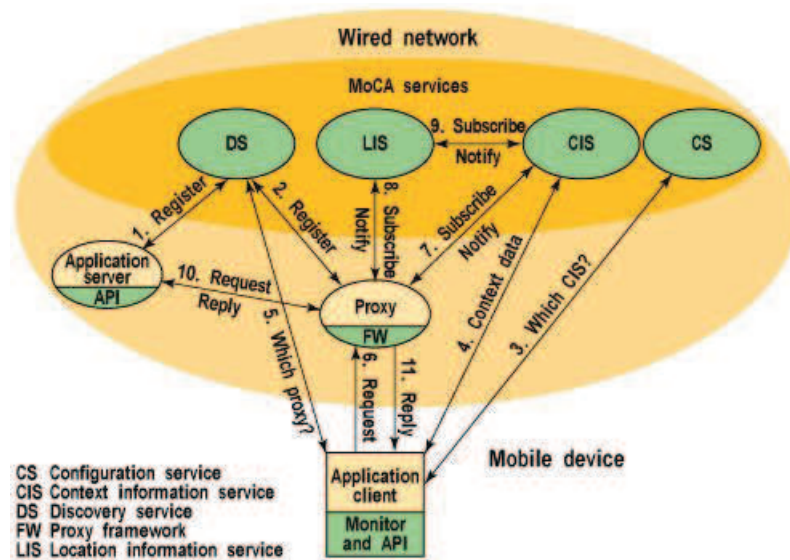 Wired network
MoCA services
DS
LIS
CIS
CS
9. Subscribe
Notify
1. Register
2. Register
8. Subscribe
Notify
7. Subscribe
Notify
Application
server
API
10. Request
Reply
Proxy
FW
5. Which proxy?
6. Request
11. Reply
4. Context data
3. Which CIS?
Application
client
Monitor
and API
Mobile device
CS Configuration service
CIS Context information service
DS Discovery service
FW Proxy framework
LIS Location information service